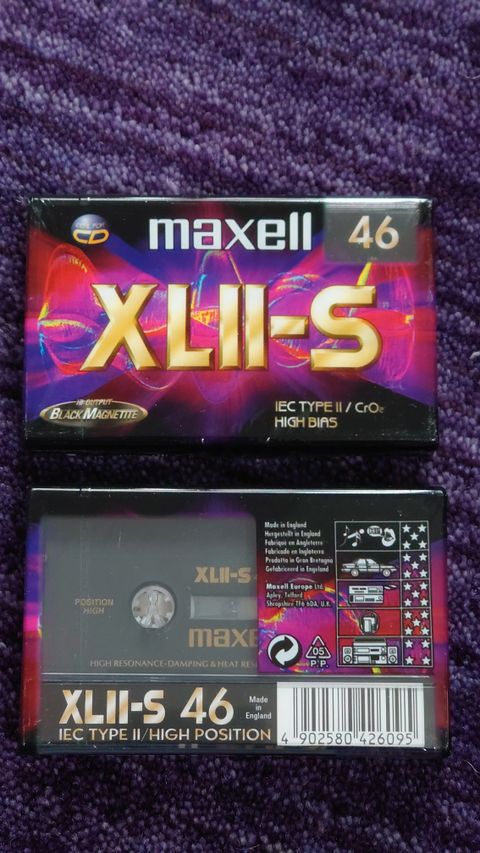 IDEAL FOR
CD
maxell
46
XLII-S
HI-OUTPUT
BLACK MAGNETITE
IEC TYPE II / CrO2
HIGH BIAS
XLII-S
POSITION
HIGH
maxell
HIGH RESONANCE-DAMPING & HEAT RES
Made in England
Hergestellt in England
Fabriqué en Angleterre
Fabricado en Inglaterra
Prodotto in Gran Bretagna
Gefabriceerd in Engeland
Maxell Europe Ltd.
Apley, Telford
Shropshire TF6 6DA, U.K.
05
P.P.
XLII-S 46
Made
in
England
IEC TYPE II/HIGH POSITION
4 902580 426095